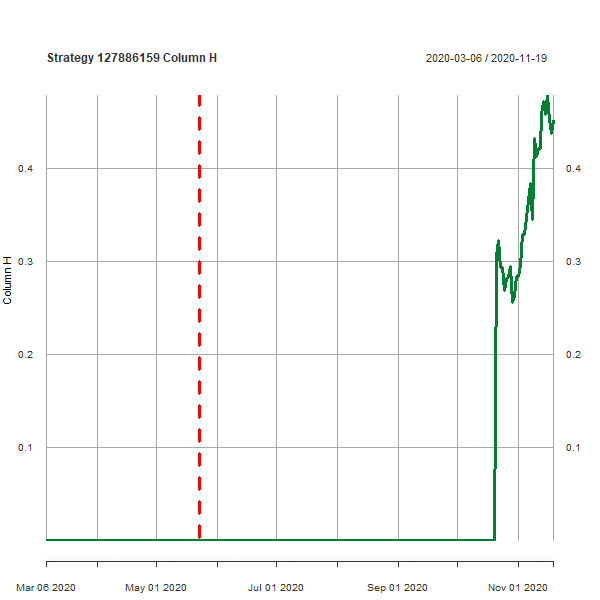 Strategy 127886159 Column H
2020-03-06 / 2020-11-19
0.4
0.4
0.3
0.3
Column H
0.2
0.2
0.1
0.1
Mar 06 2020
May 01 2020
Jul 01 2020
Sep 01 2020
Nov 01 2020